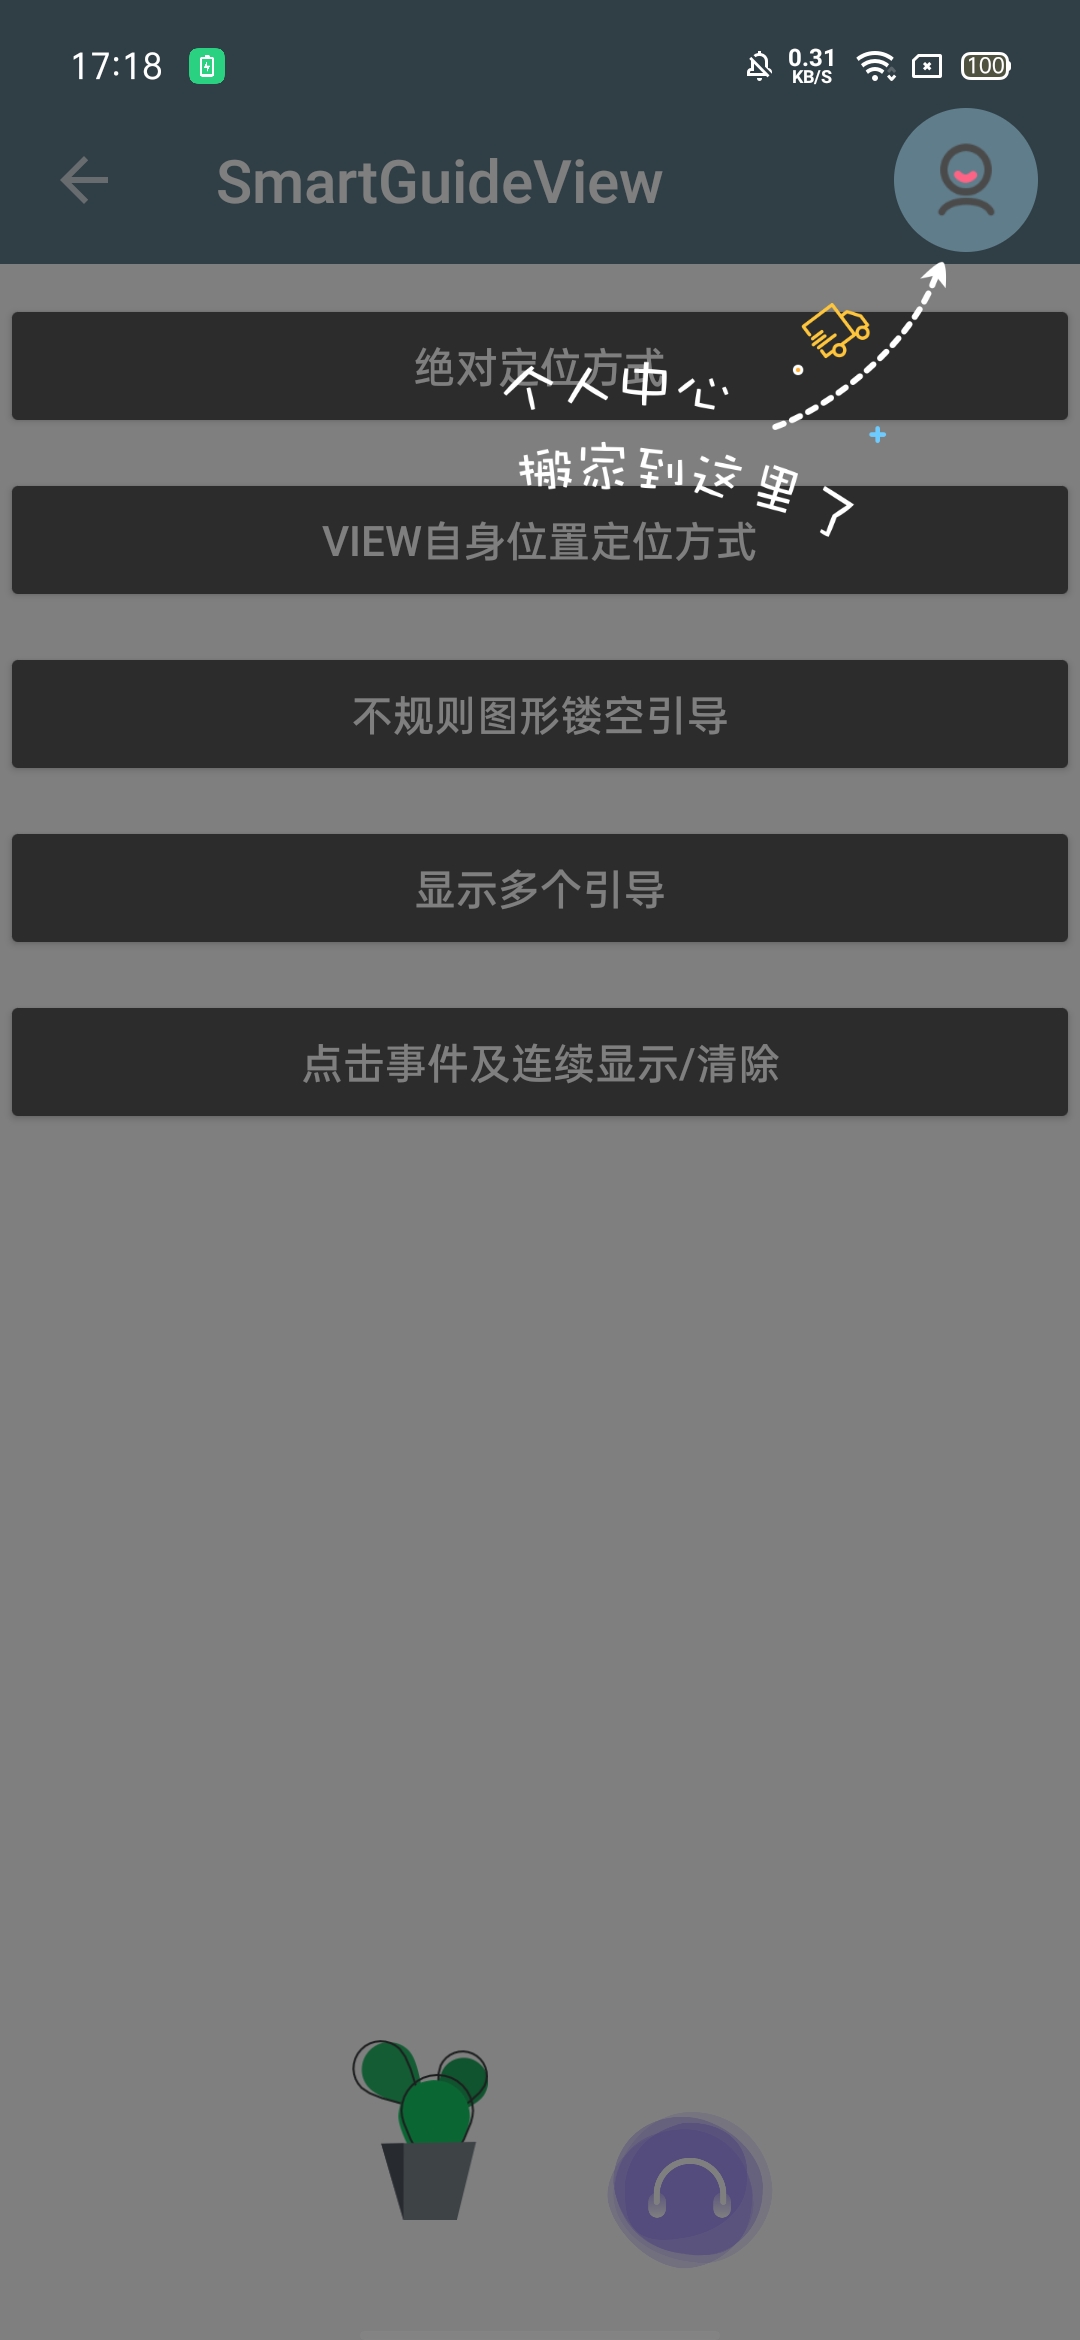 17:18
0.31
KB/S
100
SmartGuideView
绝对定位方式
个人中心
搬家到这里了
VIEW自身位置定位方式
不规则图形镂空引导
显示多个引导
点击事件及连续显示/清除